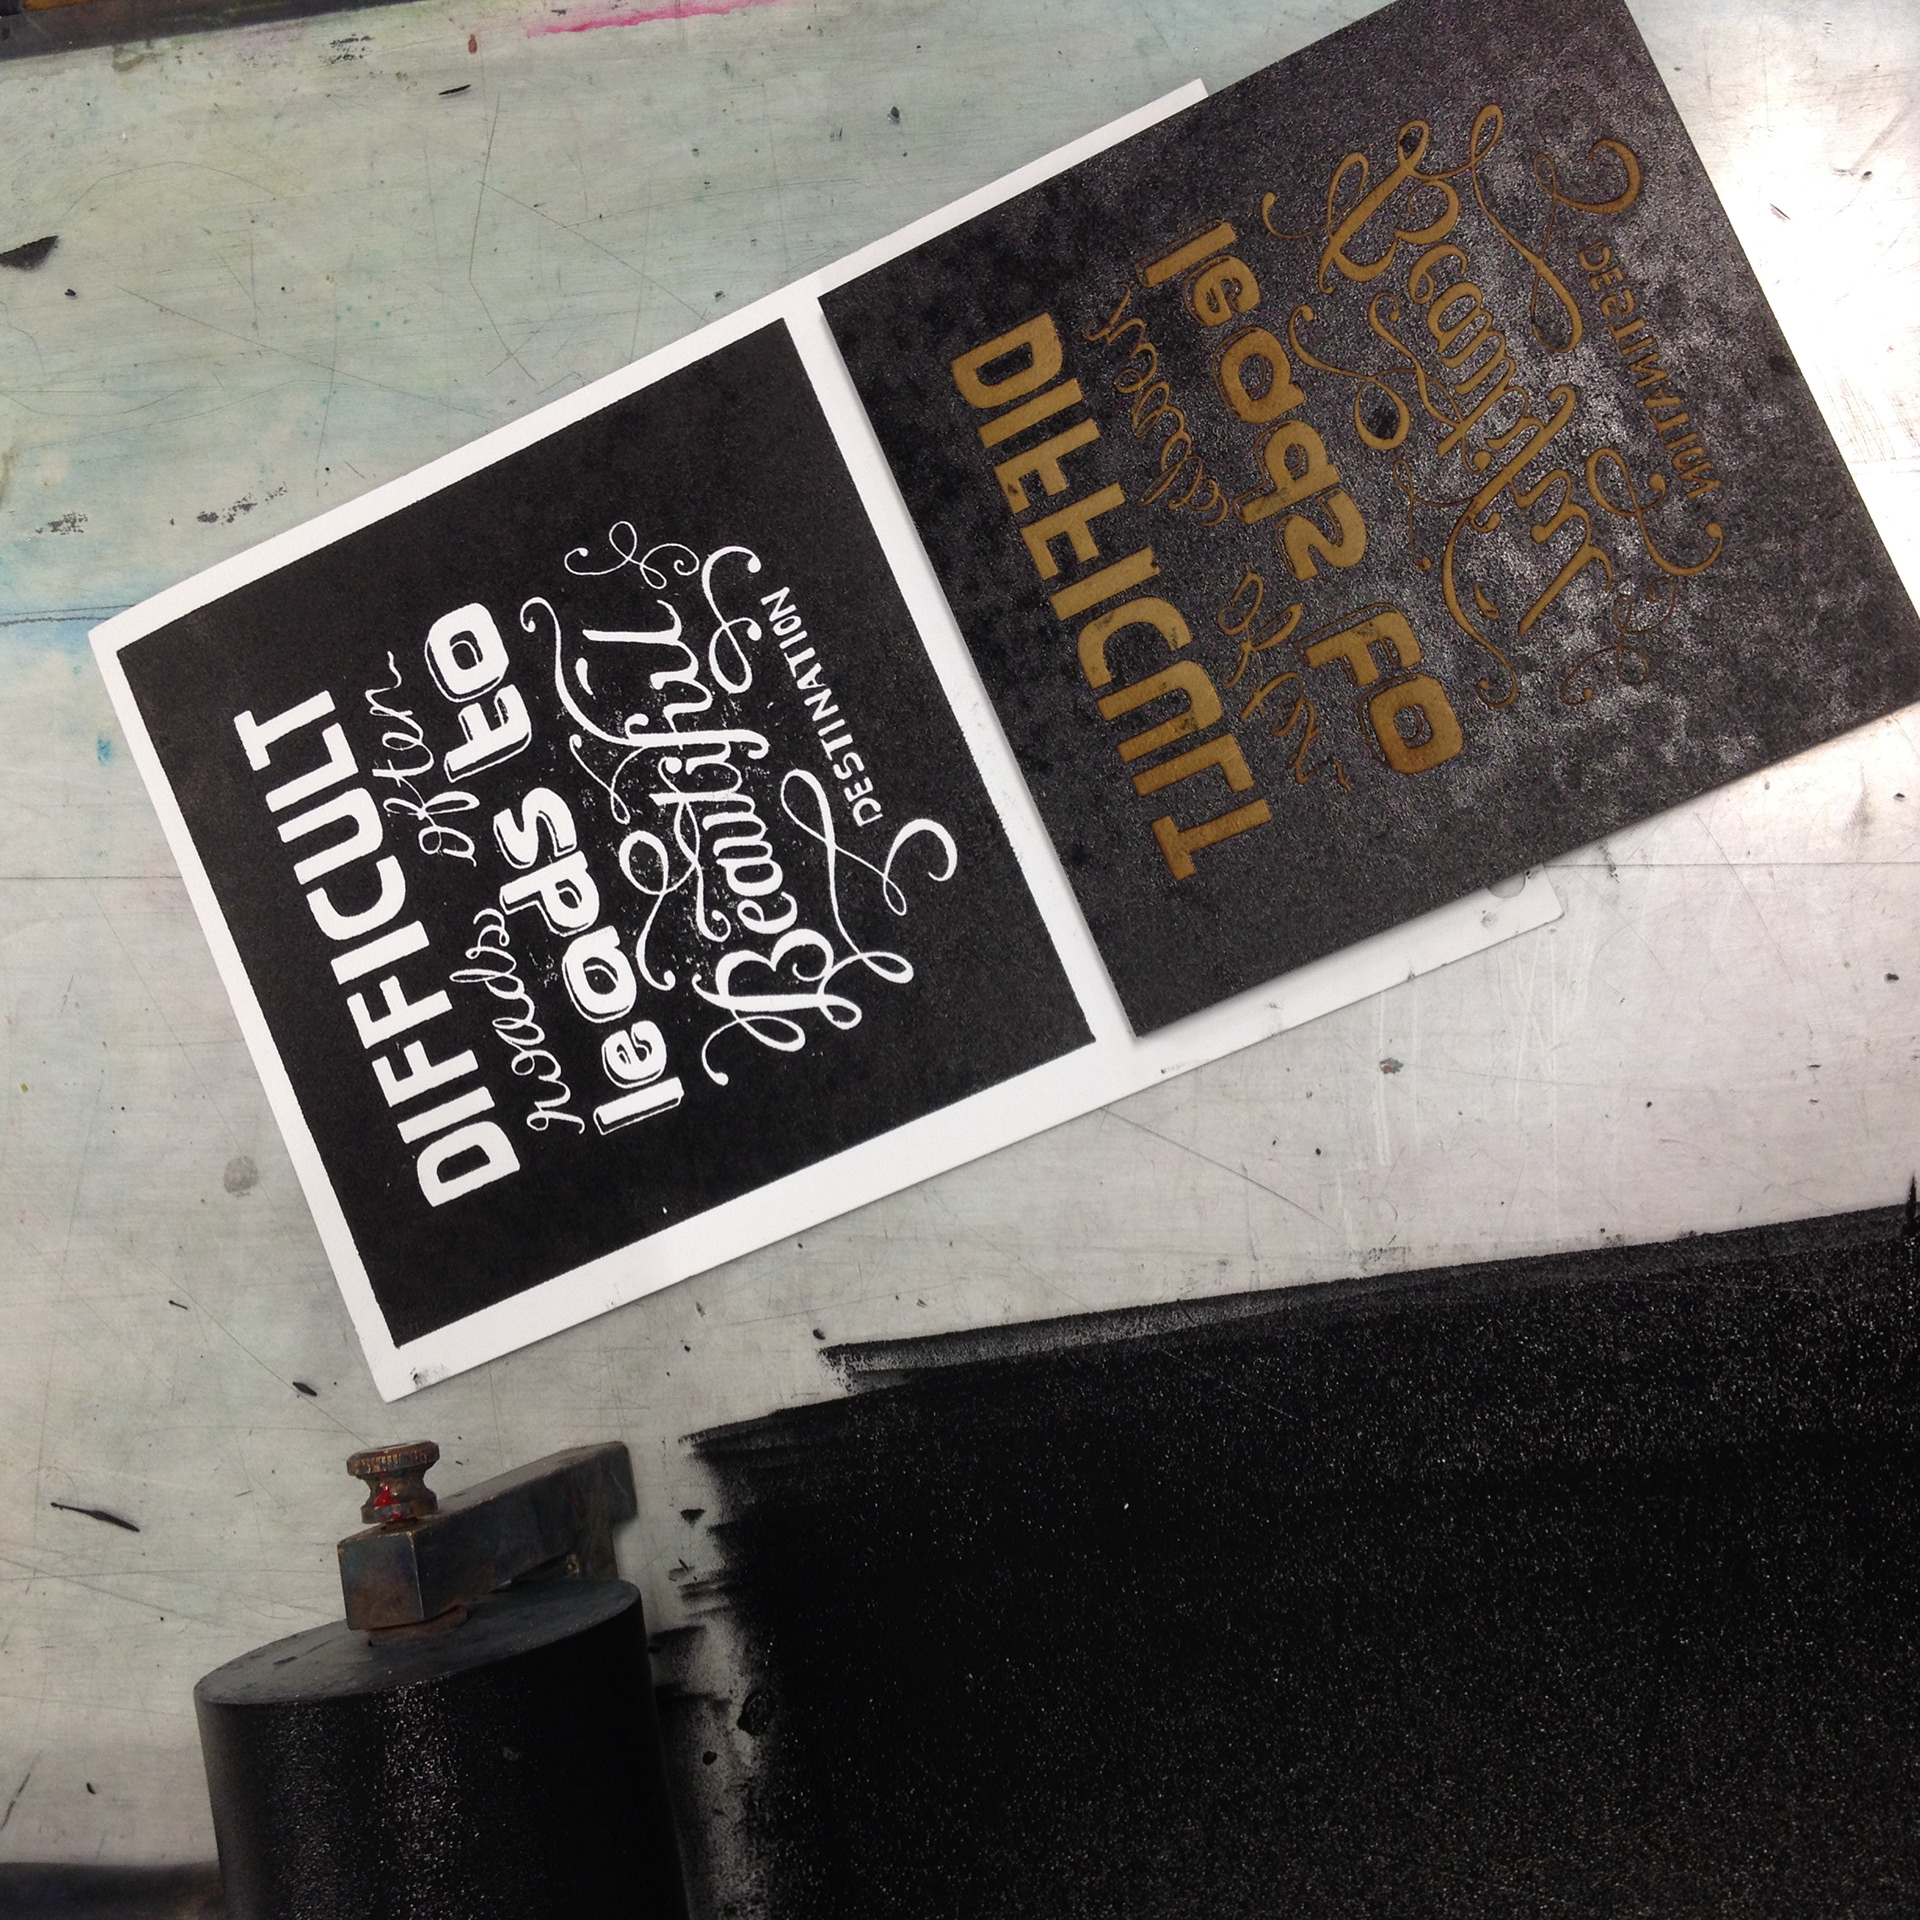 DIFFICULT
roads often
leads to
Beautiful
DESTINATION
DIFFICULT
roads often
leads to
Beautiful
DESTINATION